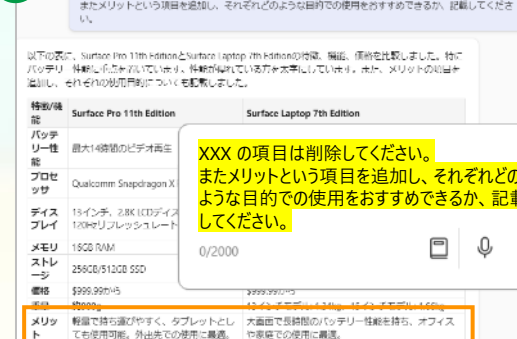 またメリットという項目を追加し、それぞれどのような目的での使用をおすすめできるか、記載してくださ
い。
以下の表に、Surface Pro 11th EditionとSurface Laptop 7th Editionの特徴、機能、価格を比較しました。特に
バッテリ 性能に重点を置いています。性能が優れている方を太字にしています。また、メリットの項目を
追加し、それぞれの使用目的についても記載しました。
特徴/機
能
Surface Pro 11th Edition
Surface Laptop 7th Edition
バッテ
リー性
能
最大14時間のビデオ再生
プロセ
ッサ
Qualcomm Snapdragon X
ディス
プレイ
13インチ、2.8K LCDディス
120Hzリフレッシュレート
メモリ
16GB RAM
ストレ
ージ
256GB/512GB SSD
価格
$999.99から
$999.99から
メリッ
ト
軽量で持ち運びやすく、タブレットとし
ても使用可能。外出先での使用に最適。
大画面で長時間のバッテリー性能を持ち、オフィス
や家庭での使用に最適。
XXX の項目は削除してください。
またメリットという項目を追加し、それぞれどの
ような目的での使用をおすすめできるか、記載
してください。
0/2000